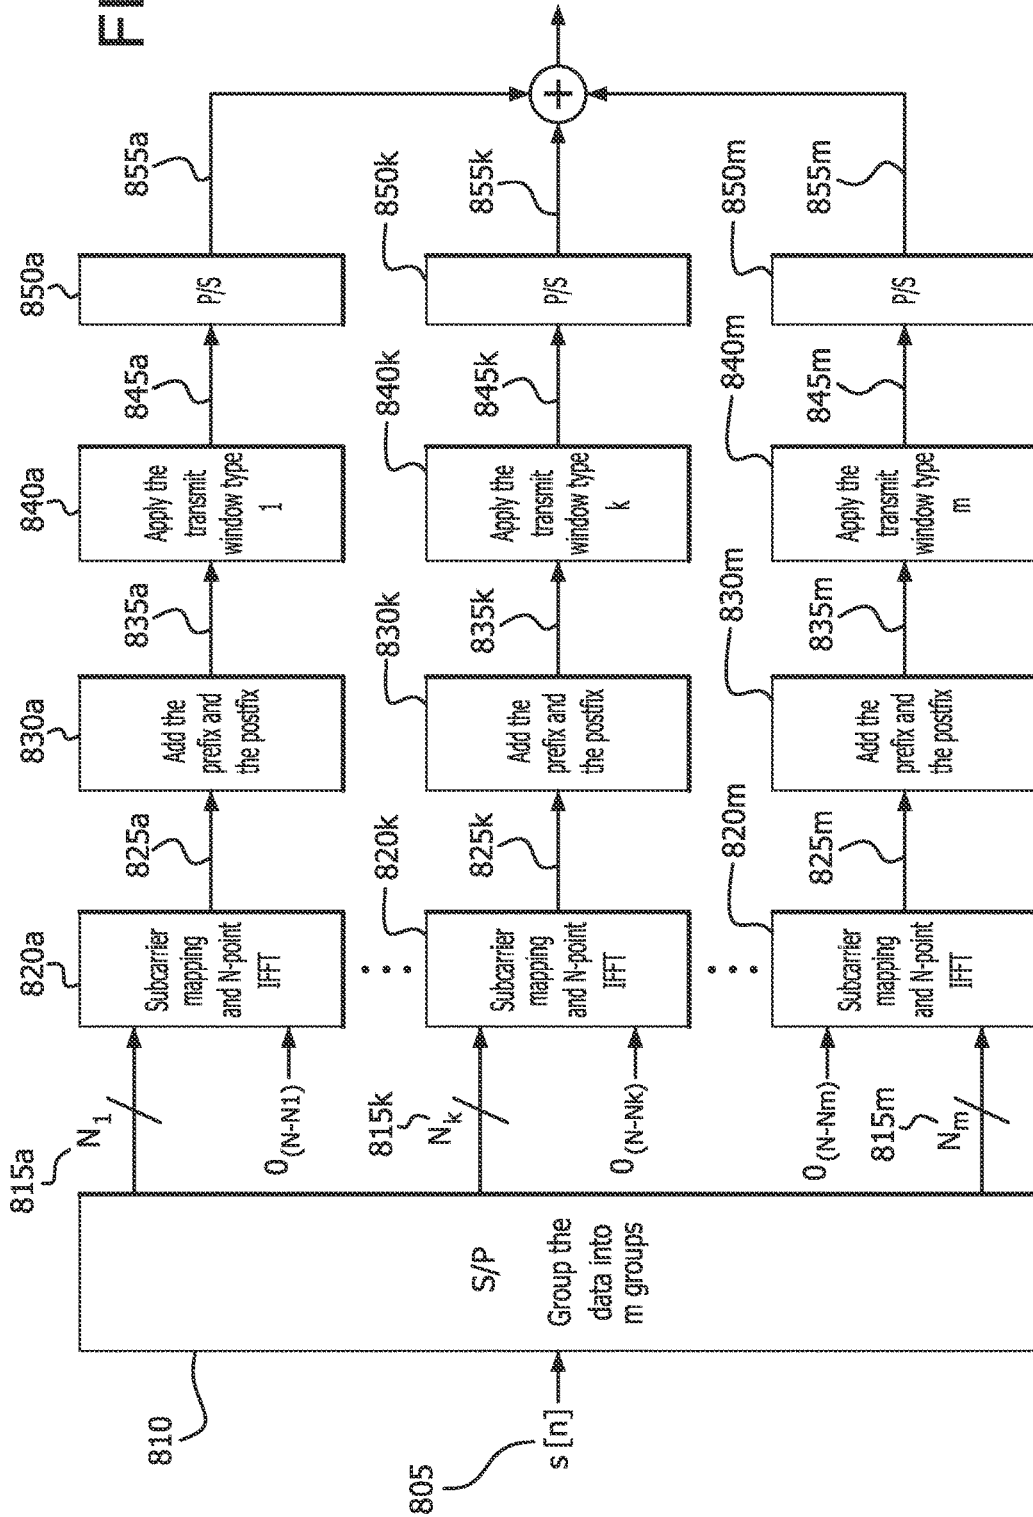 FI
805
s [n]
810
S/P
Group the
data into
m groups
815a
N1
0(N-N1)
820a
Subcarrier
mapping
and N-point
IFFT
825a
830a
Add the
prefix and
the postfix
835a
840a
Apply the
transmit
window type
1
845a
850a
P/S
855a
815k
Nk
0(N-Nk)
820k
Subcarrier
mapping
and N-point
IFFT
825k
830k
Add the
prefix and
the postfix
835k
840k
Apply the
transmit
window type
k
845k
850k
P/S
855k
+
0(N-Nm)
815m
Nm
820m
Subcarrier
mapping
and N-point
IFFT
825m
830m
Add the
prefix and
the postfix
835m
840m
Apply the
transmit
window type
m
845m
850m
P/S
855m